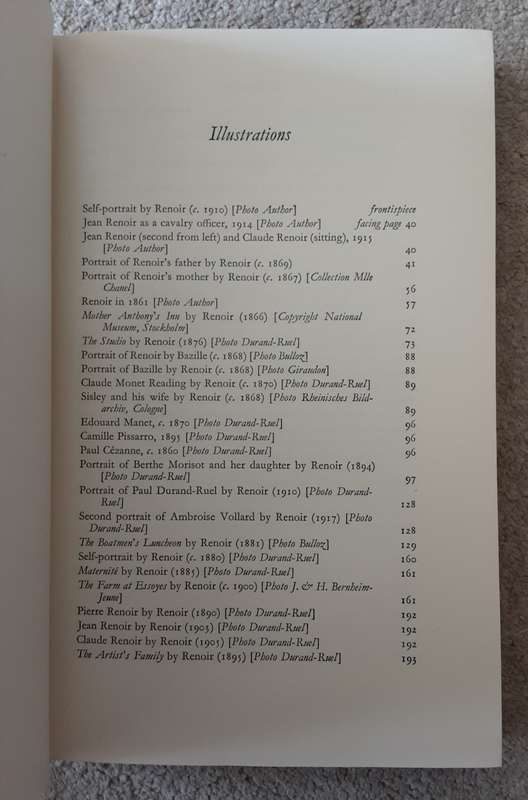 Illustrations
Self-portrait by Renoir (c. 1910) [Photo Author] frontispiece
Jean Renoir as a cavalry officer, 1914 [Photo Author] facing page 40
Jean Renoir (second from left) and Claude Renoir (sitting), 1915
[Photo Author] 40
Portrait of Renoir's father by Renoir (c. 1869) 41
Portrait of Renoir's mother by Renoir (c. 1867) [Collection Mlle
Chanel] 56
Renoir in 1861 [Photo Author] 57
Mother Anthony's Inn by Renoir (1866) [Copyright National
Museum, Stockholm] 72
The Studio by Renoir (1876) [Photo Durand-Ruel] 73
Portrait of Renoir by Bazille (c. 1868) [Photo Bulloz] 88
Portrait of Bazille by Renoir (c. 1868) [Photo Giraudon] 88
Claude Monet Reading by Renoir (c. 1870) [Photo Durand-Ruel] 89
Sisley and his wife by Renoir (c. 1868) [Photo Rheinisches Bild-
archiv, Cologne] 89
Edouard Manet, c. 1870 [Photo Durand-Ruel] 96
Camille Pissarro, 1895 [Photo Durand-Ruel] 96
Paul Cézanne, c. 1860 [Photo Durand-Ruel] 96
Portrait of Berthe Morisot and her daughter by Renoir (1894)
[Photo Durand-Ruel] 97
Portrait of Paul Durand-Ruel by Renoir (1910) [Photo Durand-
Ruel] 128
Second portrait of Ambroise Vollard by Renoir (1917) [Photo
Durand-Ruel] 128
The Boatmen's Luncheon by Renoir (1881) [Photo Bulloz] 129
Self-portrait by Renoir (c. 1880) [Photo Durand-Ruel] 160
Maternité by Renoir (1885) [Photo Durand-Ruel] 161
The Farm at Essoyes by Renoir (c. 1900) [Photo J. & H. Bernheim-
Jeune] 161
Pierre Renoir by Renoir (1890) [Photo Durand-Ruel] 192
Jean Renoir by Renoir (1903) [Photo Durand-Ruel] 192
Claude Renoir by Renoir (1905) [Photo Durand-Ruel] 192
The Artist's Family by Renoir (1895) [Photo Durand-Ruel] 193